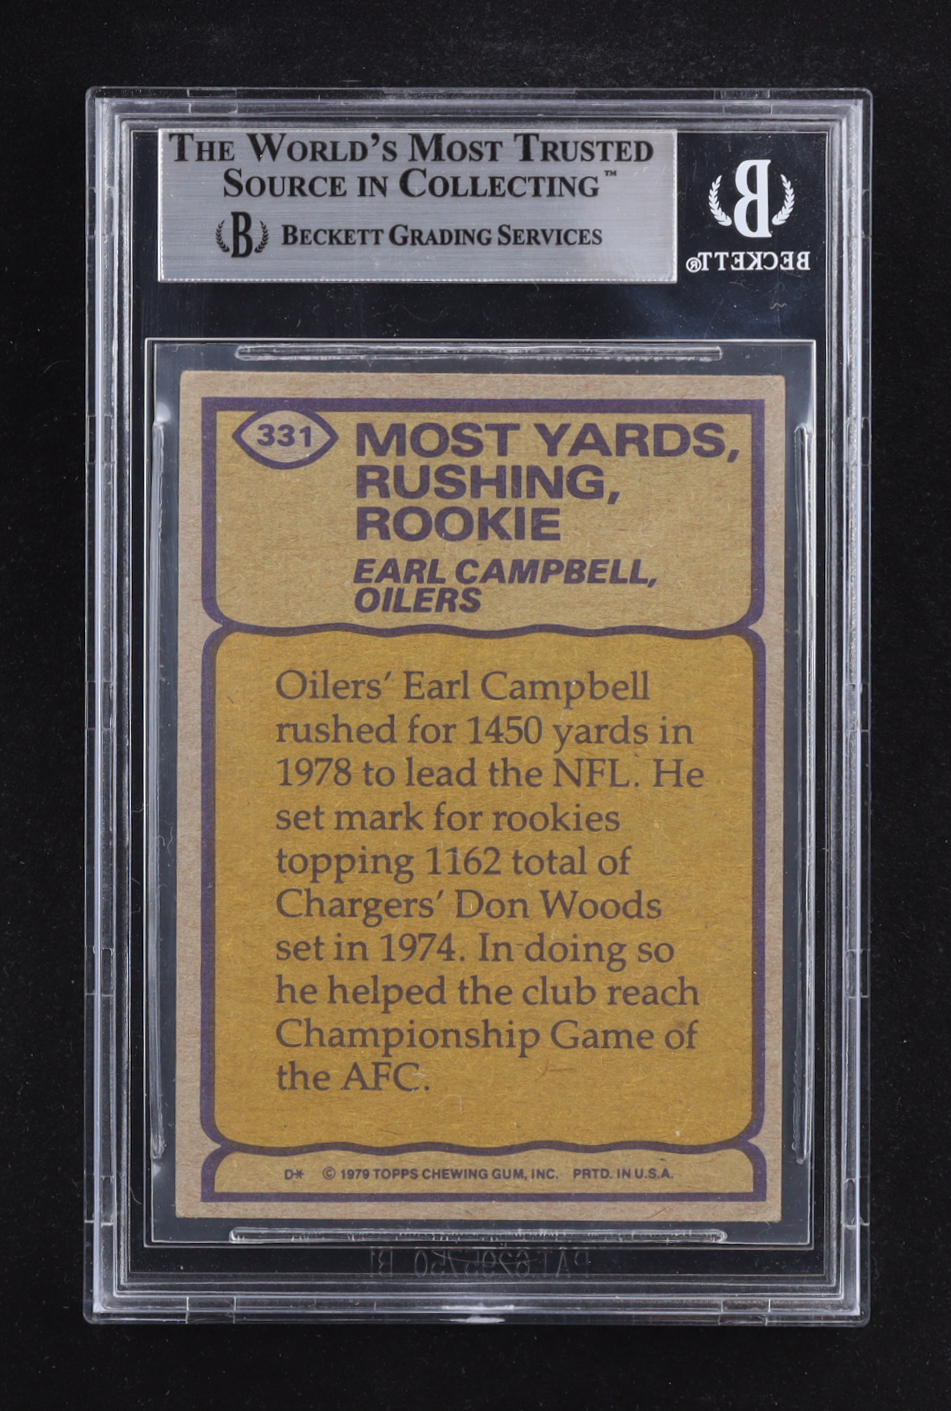 THE WORLD'S MOST TRUSTED
SOURCE IN COLLECTING™
B BECKETT GRADING SERVICES
B
BECKETT®
331
MOST YARDS,
RUSHING,
ROOKIE
EARL CAMPBELL,
OILERS
Oilers' Earl Campbell
rushed for 1450 yards in
1978 to lead the NFL. He
set mark for rookies
topping 1162 total of
Chargers' Don Woods
set in 1974. In doing so
he helped the club reach
Championship Game of
the AFC.
D* © 1979 TOPPS CHEWING GUM, INC. PRTD. IN U.S.A.